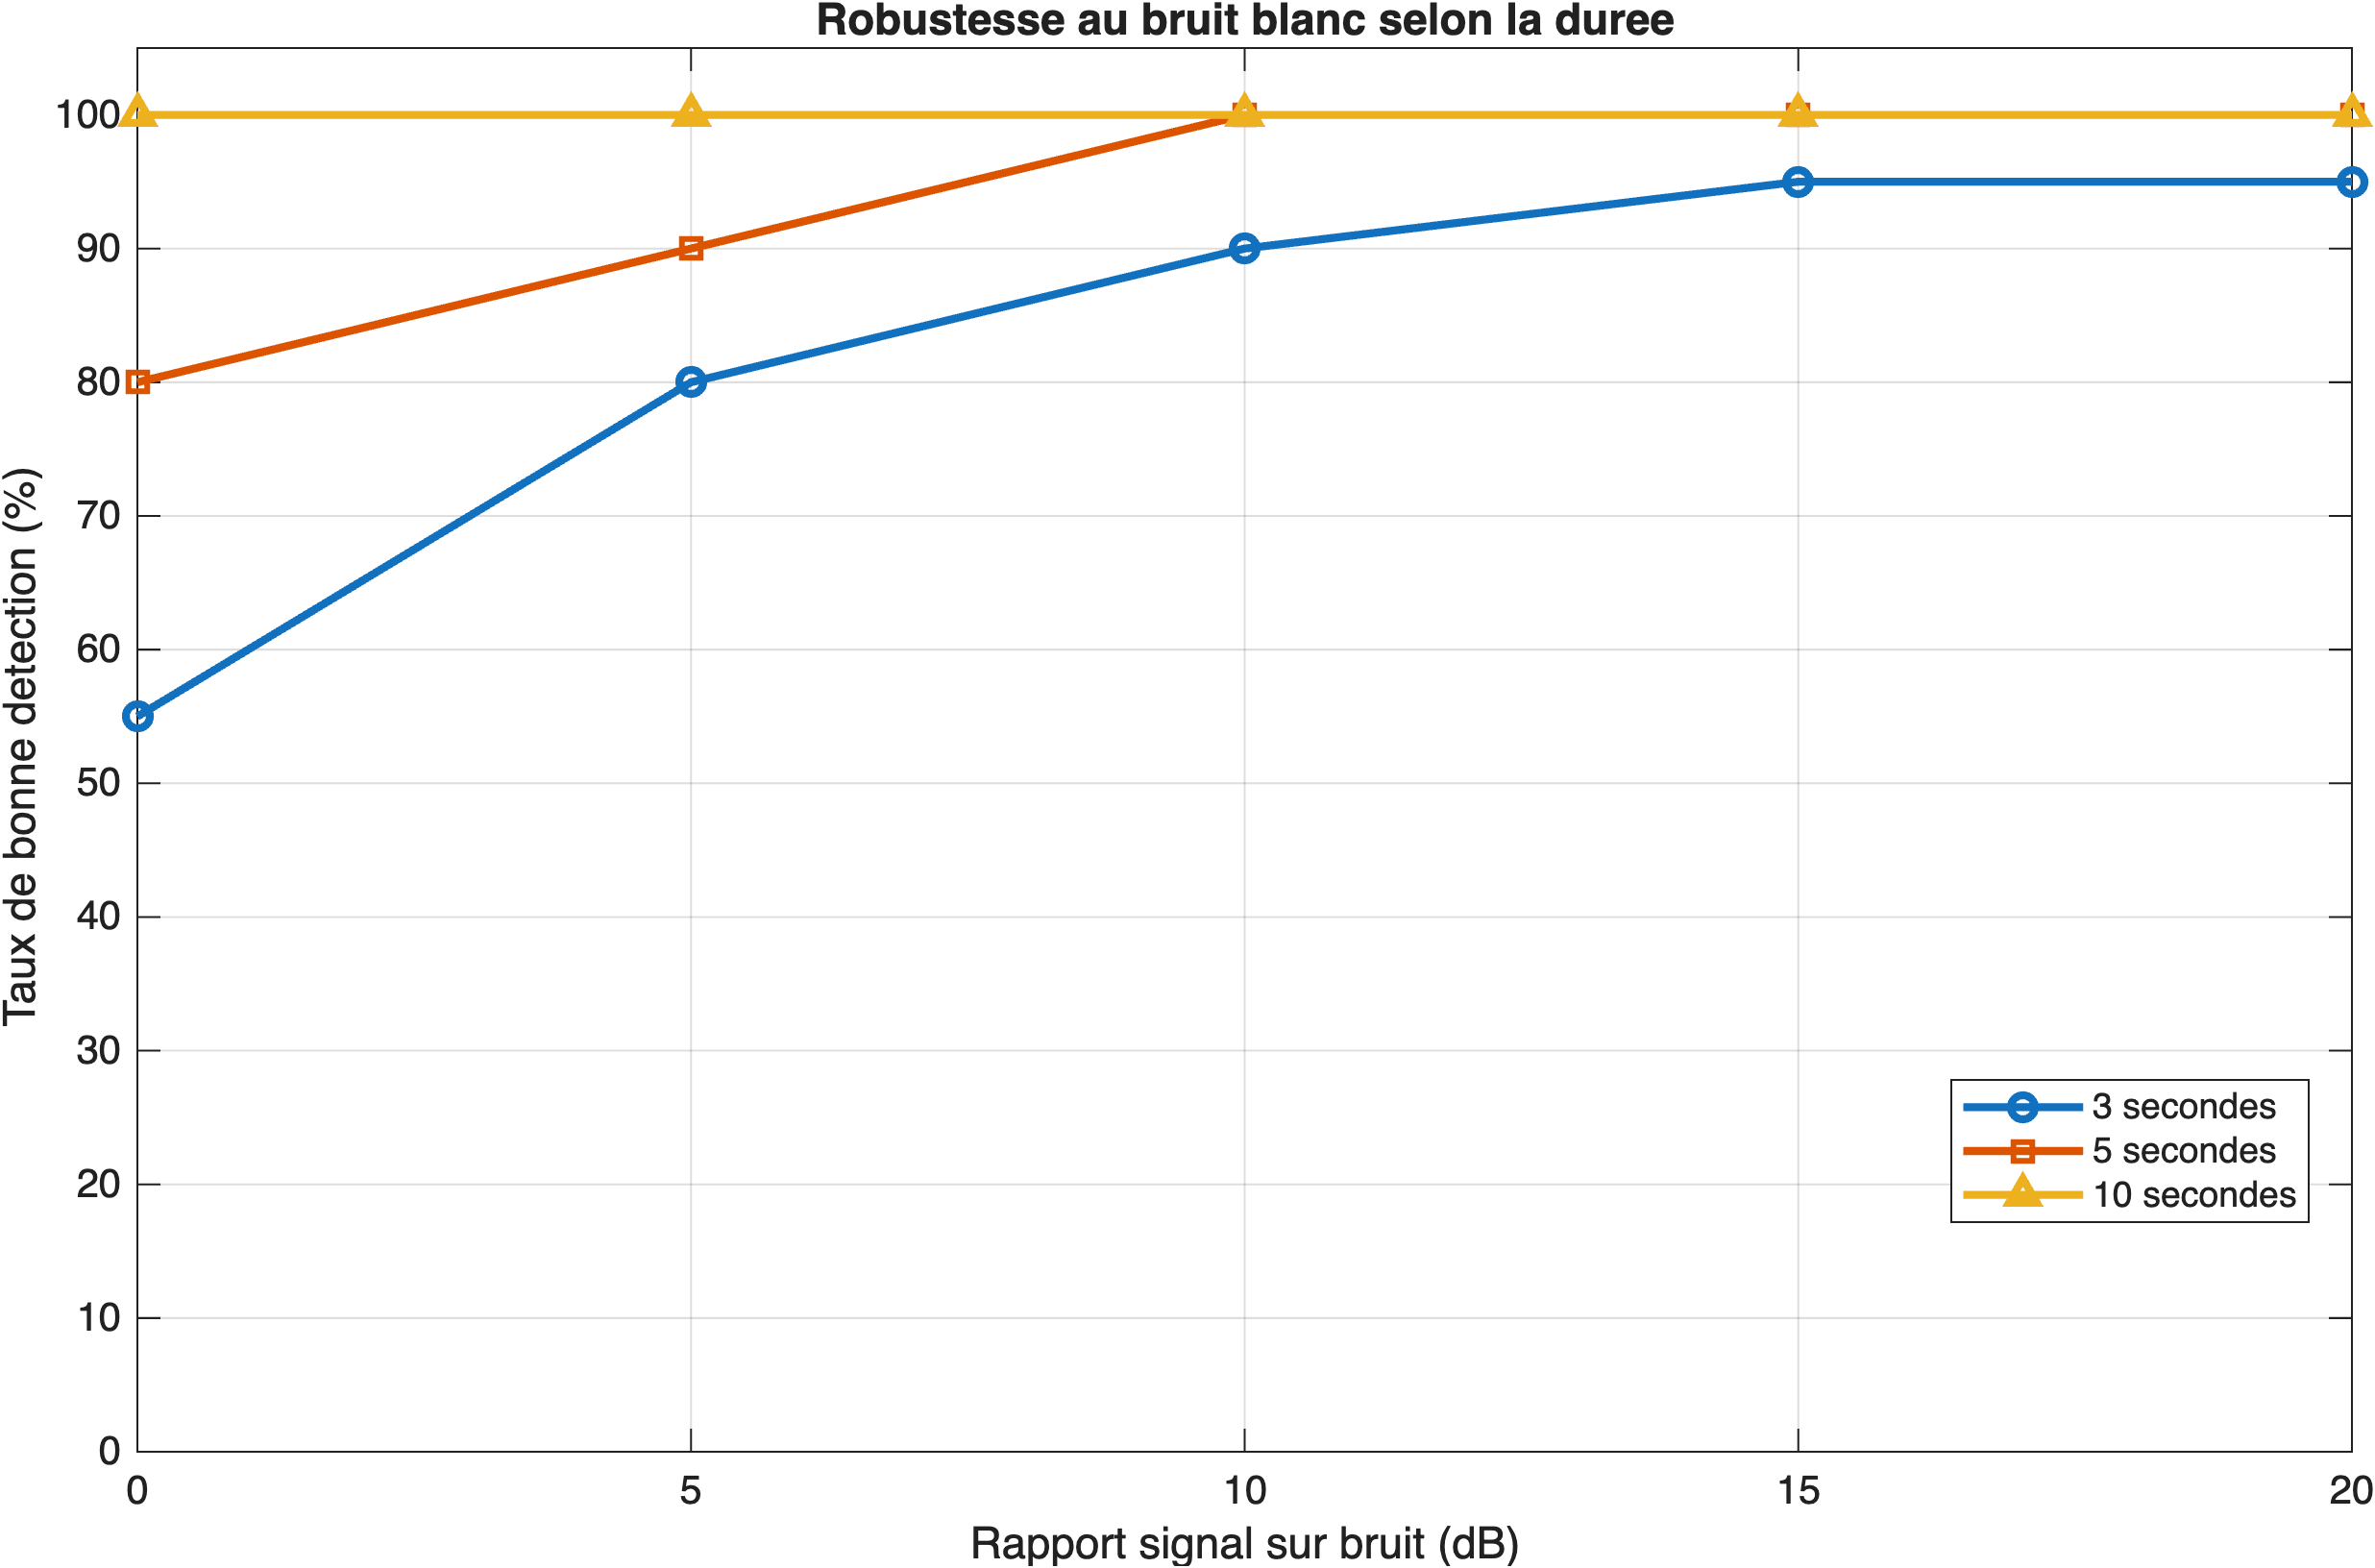 Robustesse au bruit blanc selon la duree
Taux de bonne detection (%)
100
90
80
70
60
50
40
30
20
10
0
0 5 10 15 20
Rapport signal sur bruit (dB)
3 secondes
5 secondes
10 secondes